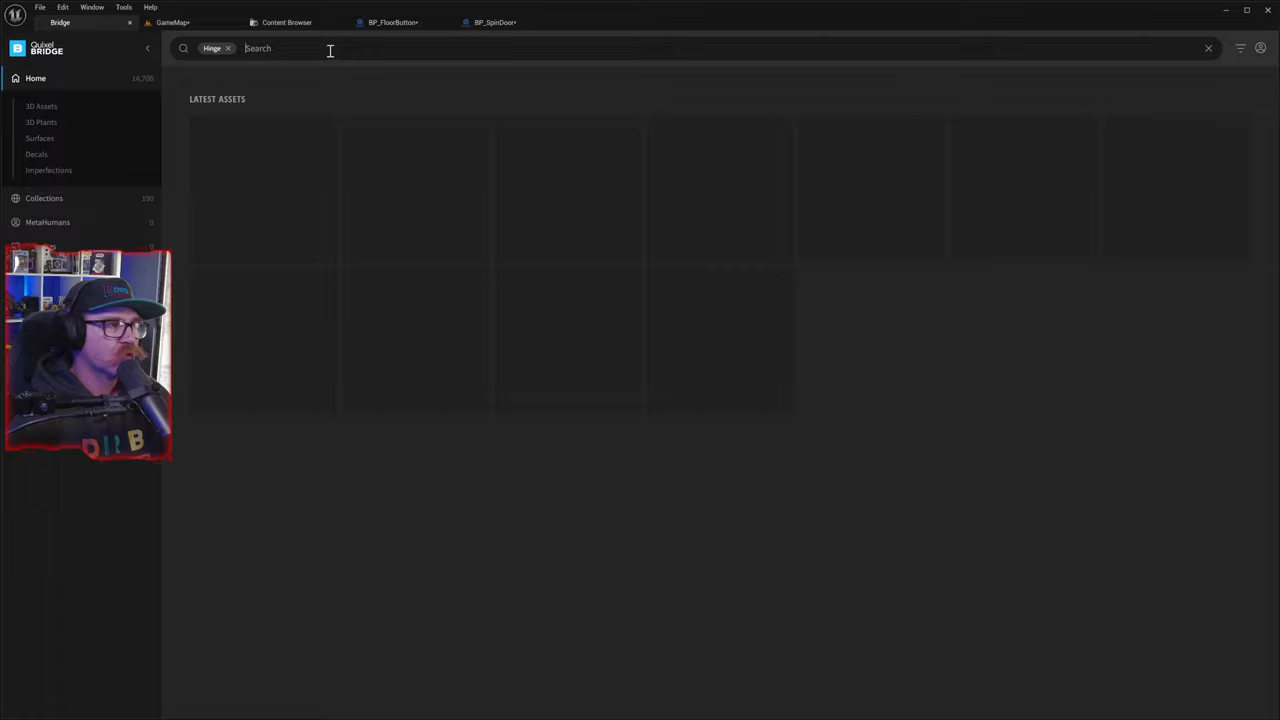 File Edit Window Tools Help
Bridge GameMap• Content Browser BP_FloorButton• BP_SpinDoor•
Quixel
BRIDGE
Hinge Search
Home 14,708
LATEST ASSETS
3D Assets
3D Plants
Surfaces
Decals
Imperfections
Collections 190
MetaHumans 0
0